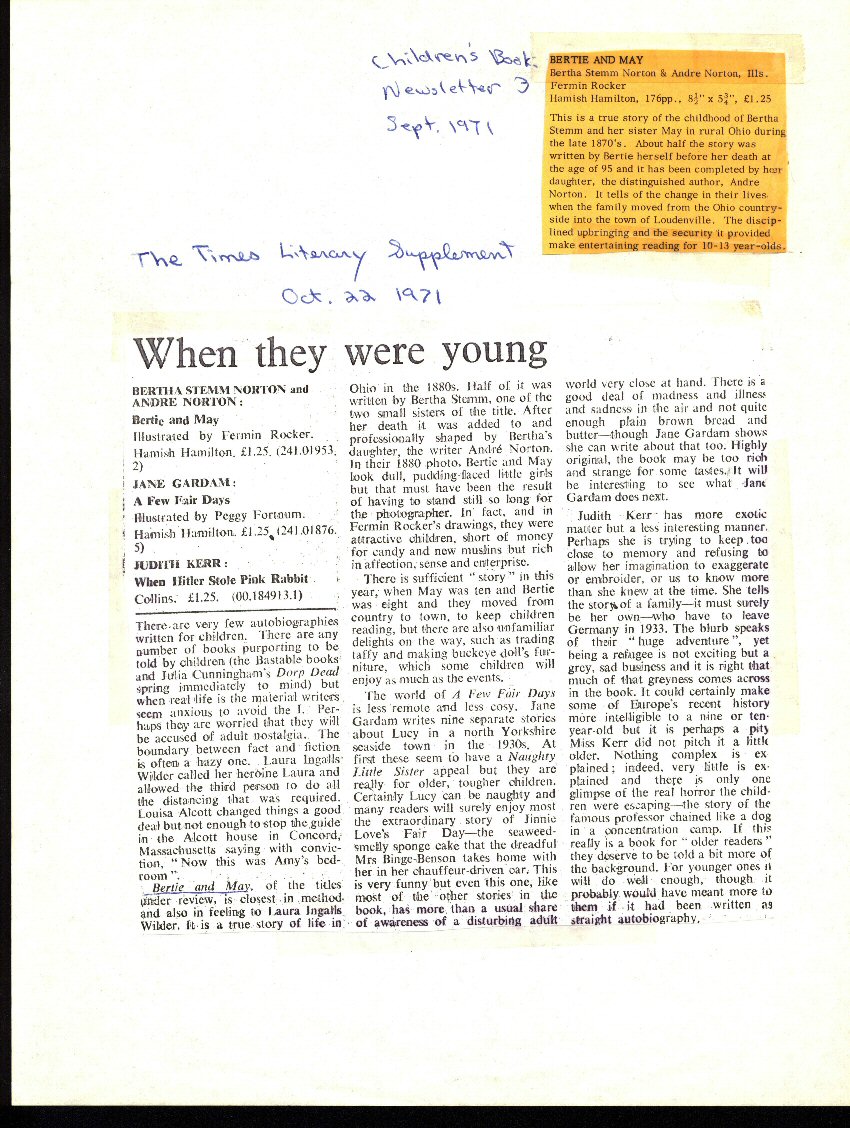 Children's Book
Newsletter 3
Sept. 1971
BERTIE AND MAY
Bertha Stemm Norton & Andre Norton, Ills.
Fermin Rocker
Hamish Hamilton, 176pp., 8½" x 5¾", £1.25
This is a true story of the childhood of Bertha
Stemm and her sister May in rural Ohio during
the late 1870's. About half the story was
written by Bertie herself before her death at
the age of 95 and it has been completed by her
daughter, the distinguished author, Andre
Norton. It tells of the change in their lives
when the family moved from the Ohio country-
side into the town of Loudenville. The discip-
lined upbringing and the security it provided
make entertaining reading for 10-13 year-olds.
The Times Literary Supplement
Oct. 22 1971
When they were young
BERTHA STEMM NORTON and
ANDRE NORTON:
Bertie and May
Illustrated by Fermin Rocker.
Hamish Hamilton. £1.25. (241.01953.
2)
JANE GARDAM:
A Few Fair Days
Illustrated by Peggy Fortnum.
Hamish Hamilton. £1.25. (241.01876.
5)
JUDITH KERR:
When Hitler Stole Pink Rabbit
Collins. £1.25. (00.184913.1)
There are very few autobiographies
written for children. There are any
number of books purporting to be
told by children (the Bastable books
and Julia Cunningham's Dorp Dead
spring immediately to mind) but
when real life is the material writers
seem anxious to avoid the I. Per-
haps they are worried that they will
be accused of adult nostalgia. The
boundary between fact and fiction
is often a hazy one. Laura Ingalls
Wilder called her heroine Laura and
allowed the third person to do all
the distancing that was required.
Louisa Alcott changed things a good
deal but not enough to stop the guide
in the Alcott house in Concord,
Massachusetts saying with convic-
tion, "Now this was Amy's bed-
room".
Bertie and May, of the titles
under review, is closest in method
and also in feeling to Laura Ingalls
Wilder. It is a true story of life in
Ohio in the 1880s. Half of it was
written by Bertha Stemm, one of the
two small sisters of the title. After
her death it was added to and
professionally shaped by Bertha's
daughter, the writer André Norton.
In their 1880 photo, Bertie and May
look dull, pudding-faced little girls
but that must have been the result
of having to stand still so long for
the photographer. In fact, and in
Fermin Rocker's drawings, they were
attractive children, short of money
for candy and new muslins but rich
in affection, sense and enterprise.
There is sufficient "story" in this
year, when May was ten and Bertie
was eight and they moved from
country to town, to keep children
reading, but there are also unfamiliar
delights on the way, such as trading
taffy and making buckeye doll's fur-
niture, which some children will
enjoy as much as the events.
The world of A Few Fair Days
is less remote and less cosy. Jane
Gardam writes nine separate stories
about Lucy in a north Yorkshire
seaside town in the 1930s. At
first these seem to have a Naughty
Little Sister appeal but they are
really for older, tougher children.
Certainly Lucy can be naughty and
many readers will surely enjoy most
the extraordinary story of Jinnie
Love's Fair Day—the seaweed-
smelly sponge cake that the dreadful
Mrs Binge-Benson takes home with
her in her chauffeur-driven car. This
is very funny but even this one, like
most of the other stories in the
book, has more than a usual share
of awareness of a disturbing adult
world very close at hand. There is a
good deal of madness and illness
and sadness in the air and not quite
enough plain brown bread and
butter—though Jane Gardam shows
she can write about that too. Highly
original, the book may be too rich
and strange for some tastes. It will
be interesting to see what Jane
Gardam does next.
Judith Kerr has more exotic
matter but a less interesting manner.
Perhaps she is trying to keep too
close to memory and refusing to
allow her imagination to exaggerate
or embroider, or us to know more
than she knew at the time. She tells
the story of a family—it must surely
be her own—who have to leave
Germany in 1933. The blurb speaks
of their "huge adventure", yet
being a refugee is not exciting but a
grey, sad business and it is right that
much of that greyness comes across
in the book. It could certainly make
some of Europe's recent history
more intelligible to a nine or ten-
year-old but it is perhaps a pity
Miss Kerr did not pitch it a little
older. Nothing complex is ex-
plained; indeed, very little is ex-
plained and there is only one
glimpse of the real horror the child-
ren were escaping—the story of the
famous professor chained like a dog
in a concentration camp. If this
really is a book for "older readers"
they deserve to be told a bit more of
the background. For younger ones it
will do well enough, though it
probably would have meant more to
them if it had been written as
straight autobiography.